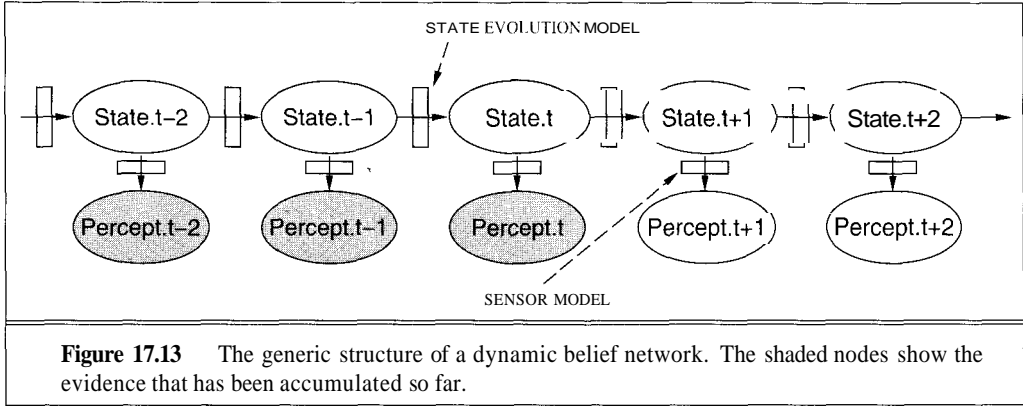 STATE EVOLUTION MODEL
State.t−2
State.t−1
State.t
State.t+1
State.t+2
Percept.t−2
Percept.t−1
Percept.t
Percept.t+1
Percept.t+2
SENSOR MODEL
Figure 17.13 The generic structure of a dynamic belief network. The shaded nodes show the
evidence that has been accumulated so far.